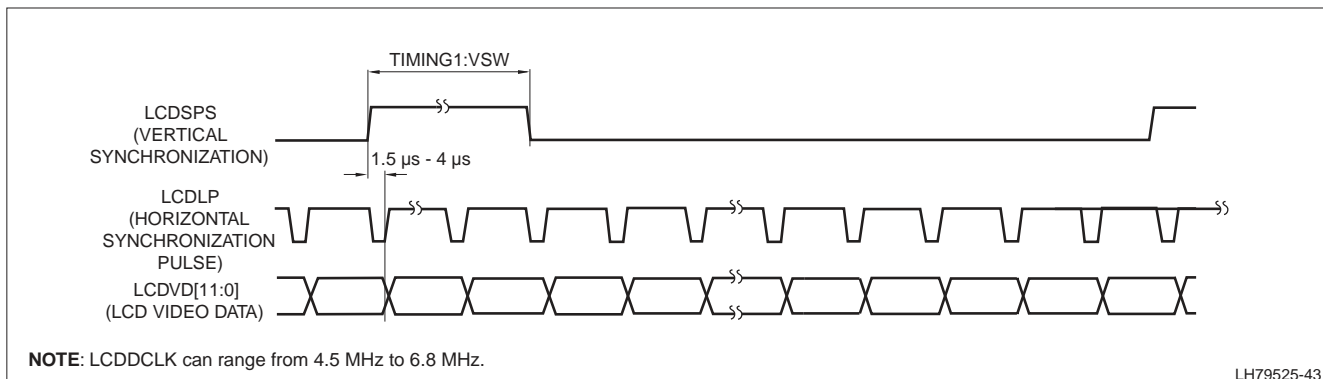 TIMING1:VSW
LCDSPS
(VERTICAL
SYNCHRONIZATION)
1.5 µs - 4 µs
LCDLP
(HORIZONTAL
SYNCHRONIZATION
PULSE)
LCDVD[11:0]
(LCD VIDEO DATA)
NOTE: LCDDCLK can range from 4.5 MHz to 6.8 MHz.
LH79525-43